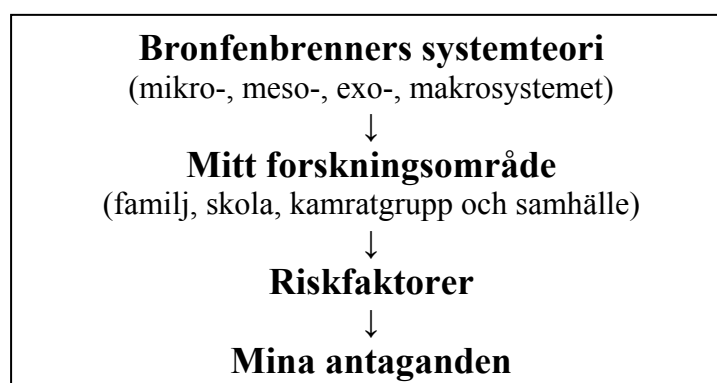 Bronfenbrenners systemteori
(mikro-, meso-, exo-, makrosystemet)
↓
Mitt forskningsområde
(familj, skola, kamratgrupp och samhälle)
↓
Riskfaktorer
↓
Mina antaganden